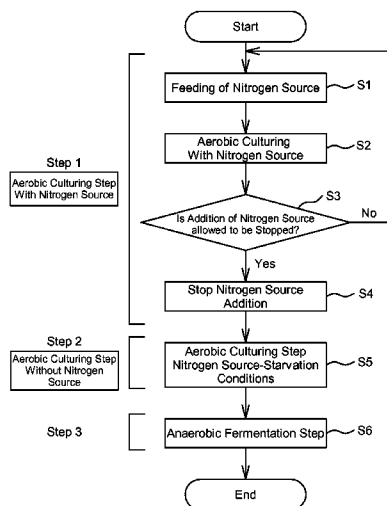 Start
Feeding of Nitrogen Source
S1
Aerobic Culturing
With Nitrogen Source
S2
Step 1
Aerobic Culturing Step
With Nitrogen Source
S3
Is Addition of Nitrogen Source
allowed to be Stopped?
No
Yes
Stop Nitrogen Source
Addition
S4
Step 2
Aerobic Culturing Step
Without Nitrogen
Source
Aerobic Culturing Step
Nitrogen Source-Starvation
Conditions
S5
Step 3
Anaerobic Fermentation Step
S6
End